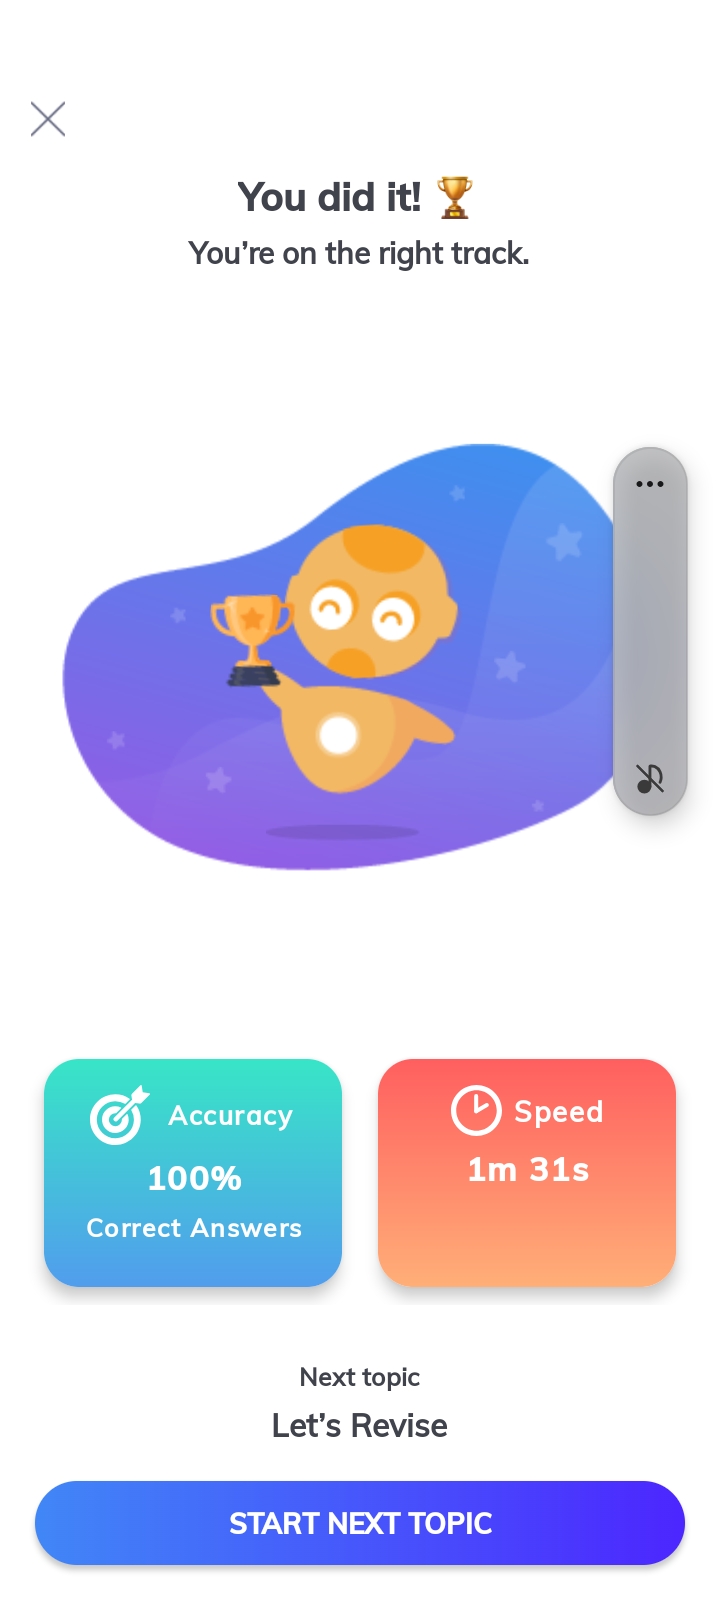 You did it! 🏆
You're on the right track.
Accuracy
100%
Correct Answers
Speed
1m 31s
Next topic
Let's Revise
START NEXT TOPIC